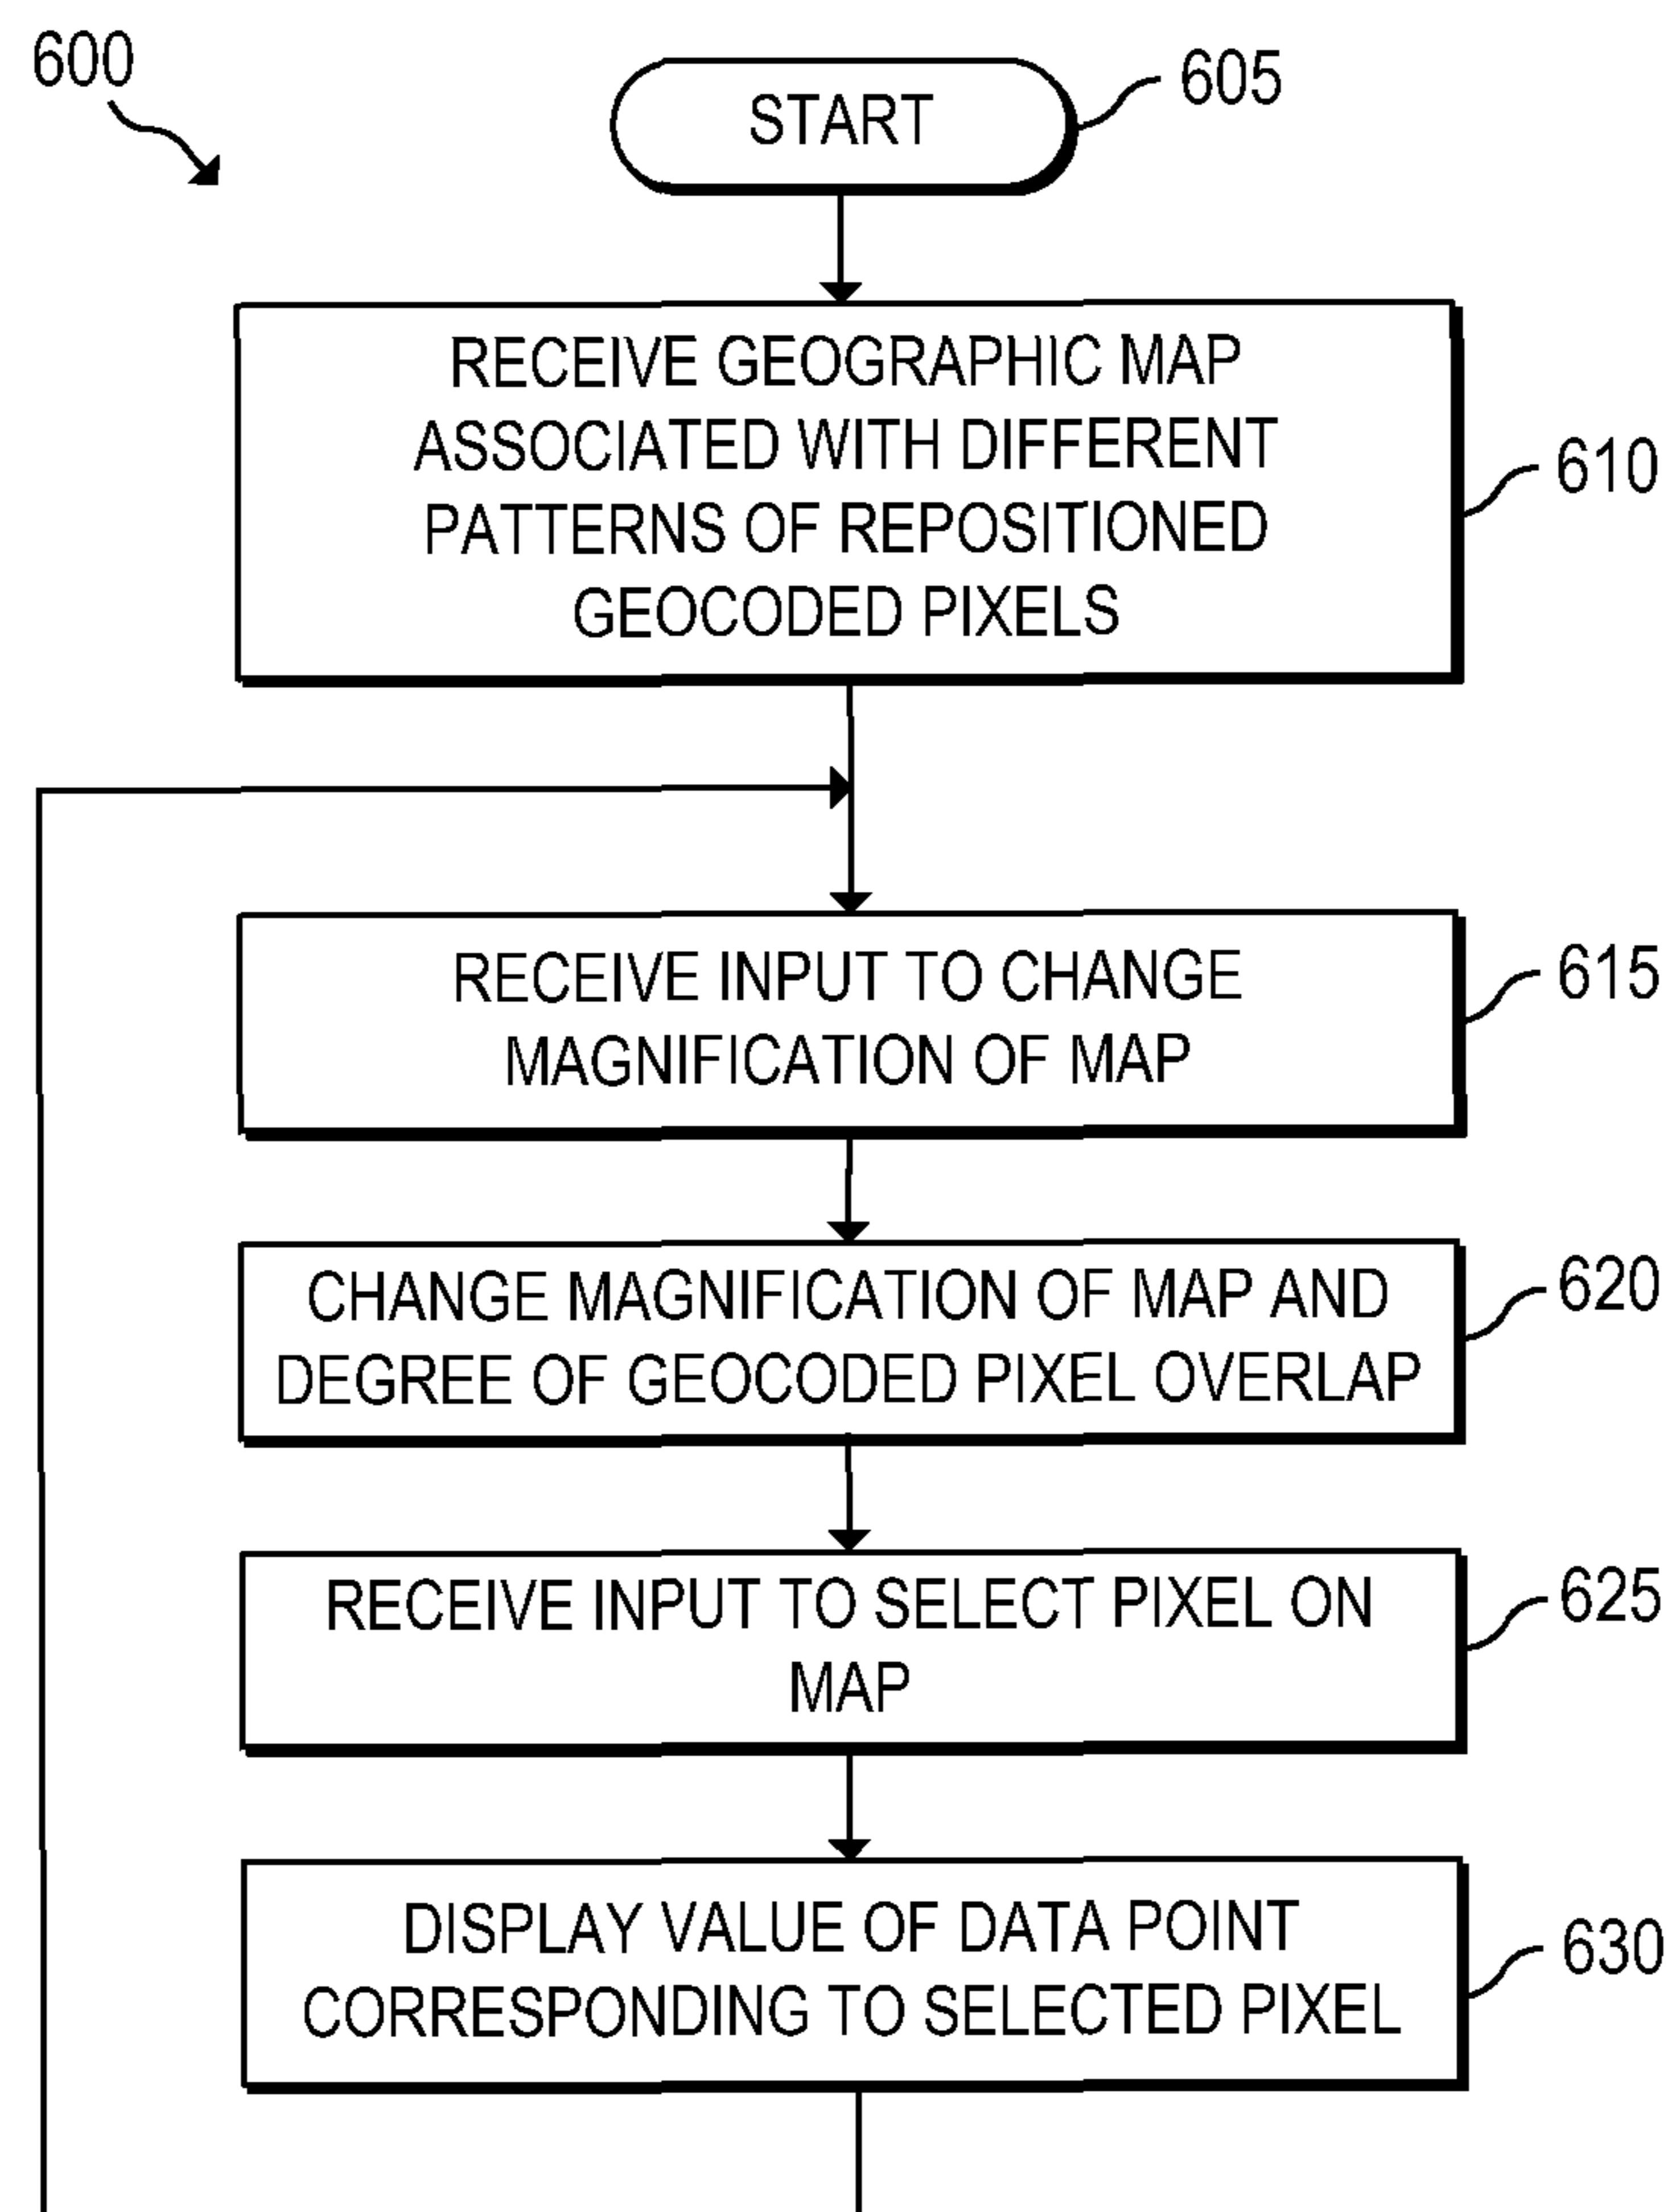 600
START
605
RECEIVE GEOGRAPHIC MAP
ASSOCIATED WITH DIFFERENT
PATTERNS OF REPOSITIONED
GEOCODED PIXELS
610
RECEIVE INPUT TO CHANGE
MAGNIFICATION OF MAP
615
CHANGE MAGNIFICATION OF MAP AND
DEGREE OF GEOCODED PIXEL OVERLAP
620
RECEIVE INPUT TO SELECT PIXEL ON
MAP
625
DISPLAY VALUE OF DATA POINT
CORRESPONDING TO SELECTED PIXEL
630